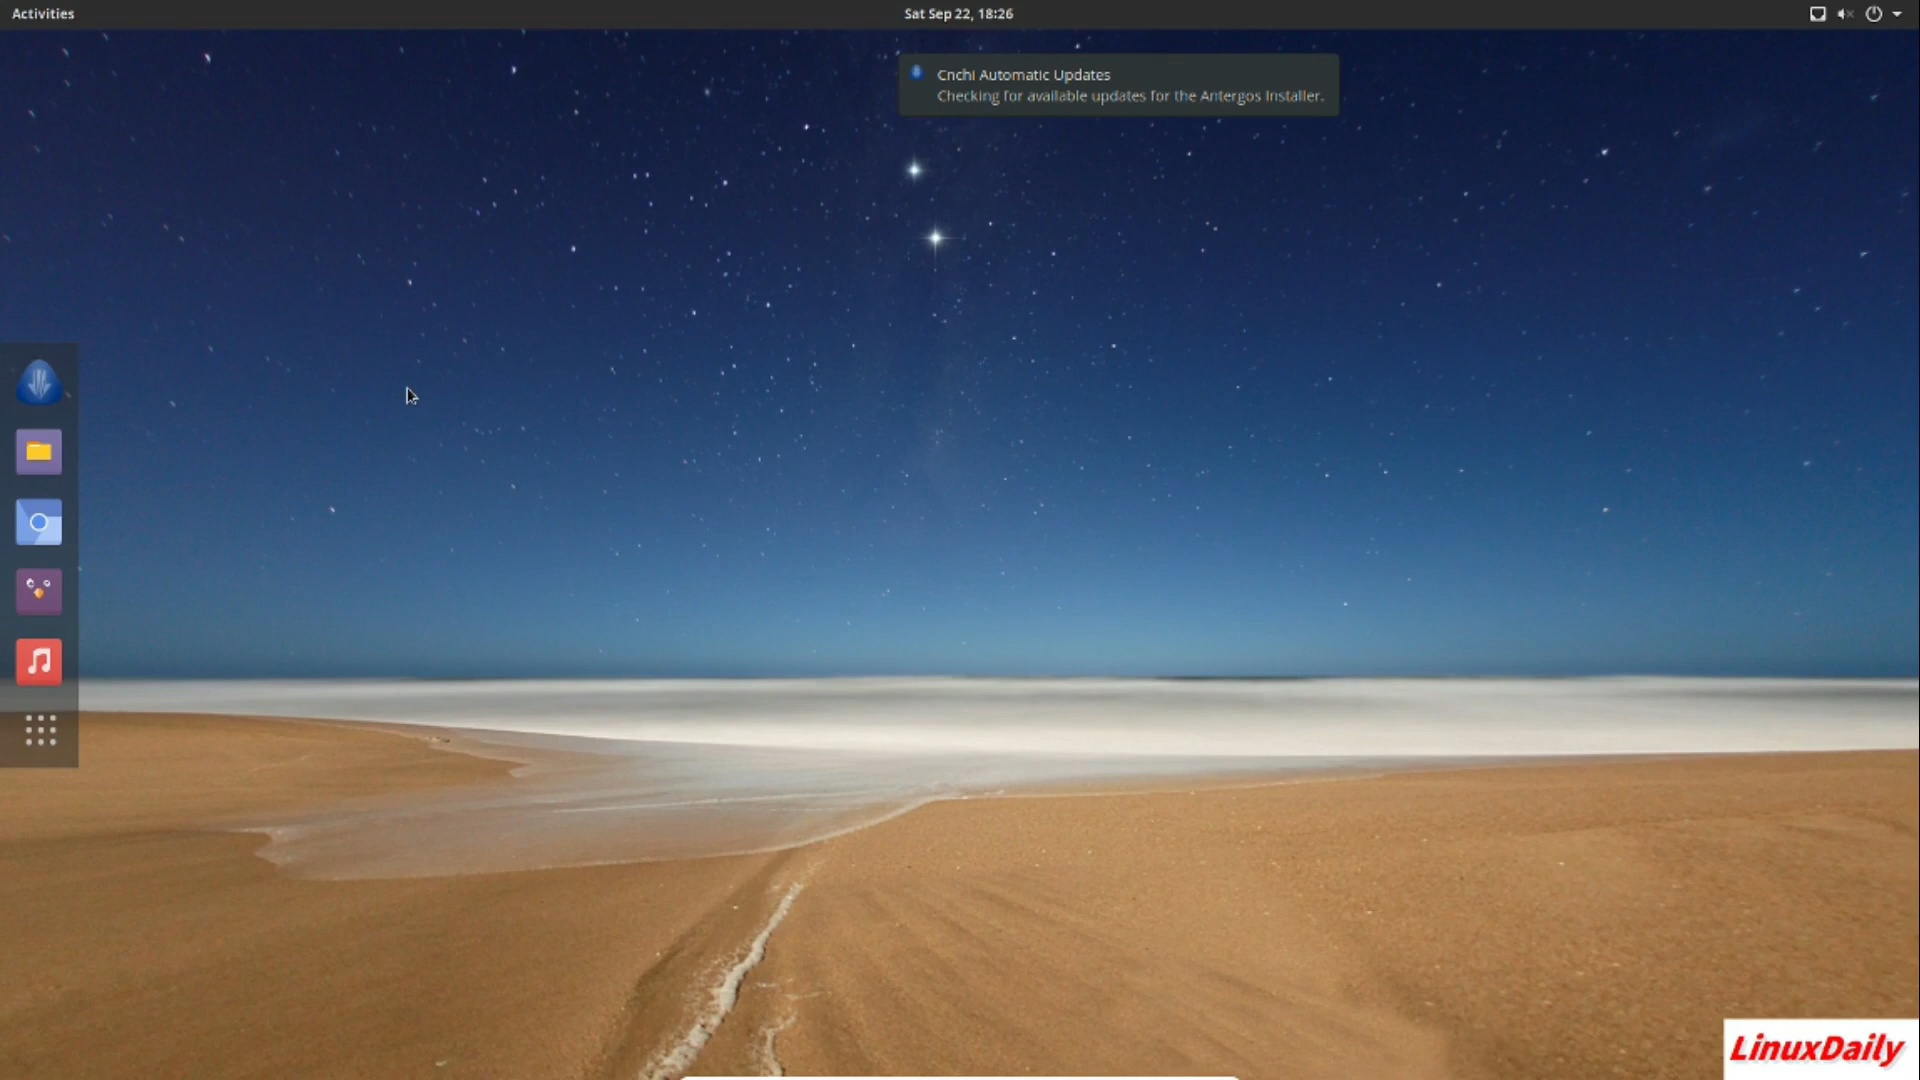 Activities
Sat Sep 22, 18:26
Cnchi Automatic Updates
Checking for available updates for the Antergos Installer.
LinuxDaily